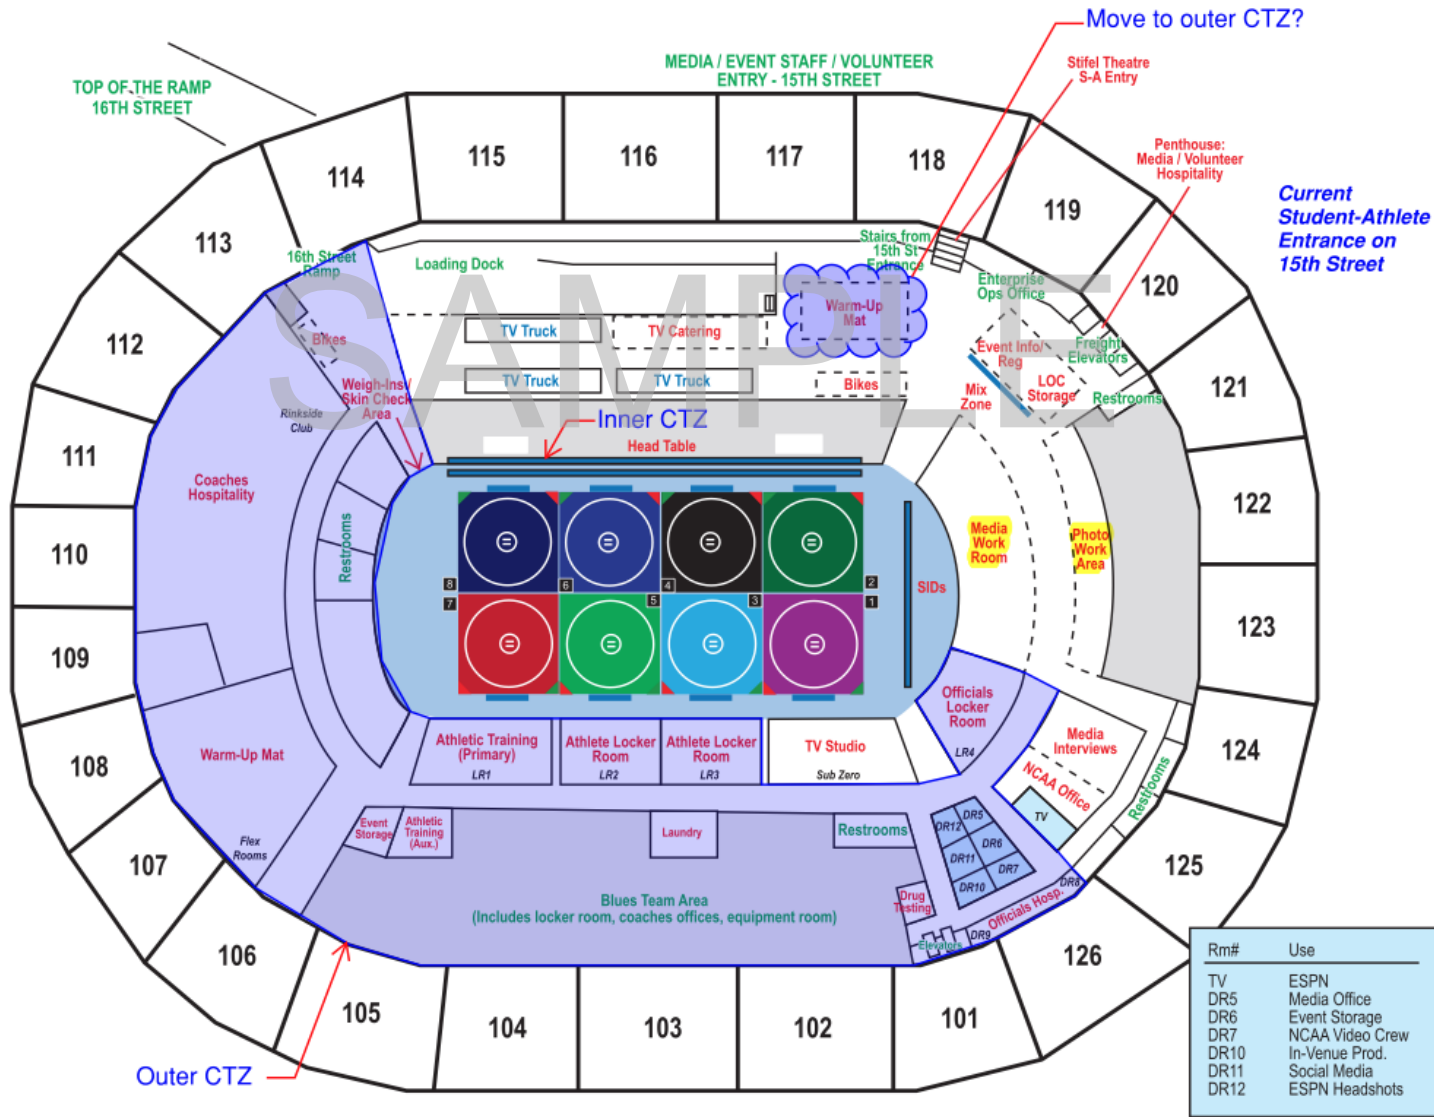 Move to outer CTZ?
MEDIA / EVENT STAFF / VOLUNTEER
ENTRY - 15TH STREET
Stifel Theatre
S-A Entry
TOP OF THE RAMP
16TH STREET
Penthouse:
Media / Volunteer
Hospitality
Current
Student-Athlete
Entrance on
15th Street
113
114
115
116
117
118
119
120
16th Street
Ramp
Loading Dock
Stairs from
15th St
Entrance
Enterprise
Ops Office
SAMPLE
Warm-Up
Mat
TV Truck
TV Catering
Bikes
Event Info/
Reg
Freight
Elevators
112
121
Weigh-Ins/
Skin Check
Area
TV Truck
TV Truck
Bikes
Mix
Zone
LOC
Storage
Restrooms
Rinkside
Club
Inner CTZ
Head Table
111
122
Coaches
Hospitality
Restrooms
Media
Work
Room
Photo
Work
Area
110
8
6
4
2
7
5
3
1
SIDs
109
123
Officials
Locker
Room
LR4
Warm-Up Mat
Athletic Training
(Primary)
LR1
Athlete Locker
Room
LR2
Athlete Locker
Room
LR3
TV Studio
Sub Zero
Media
Interviews
NCAA Office
TV
Restrooms
108
124
Flex
Rooms
Event
Storage
Athletic
Training
(Aux.)
Laundry
Restrooms
DR12
DR5
DR6
DR11
DR7
DR10
DR8
107
125
Blues Team Area
(Includes locker room, coaches offices, equipment room)
Drug
Testing
Officials Hosp.
Elevators
DR9
106
105
104
103
102
101
126
Outer CTZ
Rm# Use
TV ESPN
DR5 Media Office
DR6 Event Storage
DR7 NCAA Video Crew
DR10 In-Venue Prod.
DR11 Social Media
DR12 ESPN Headshots